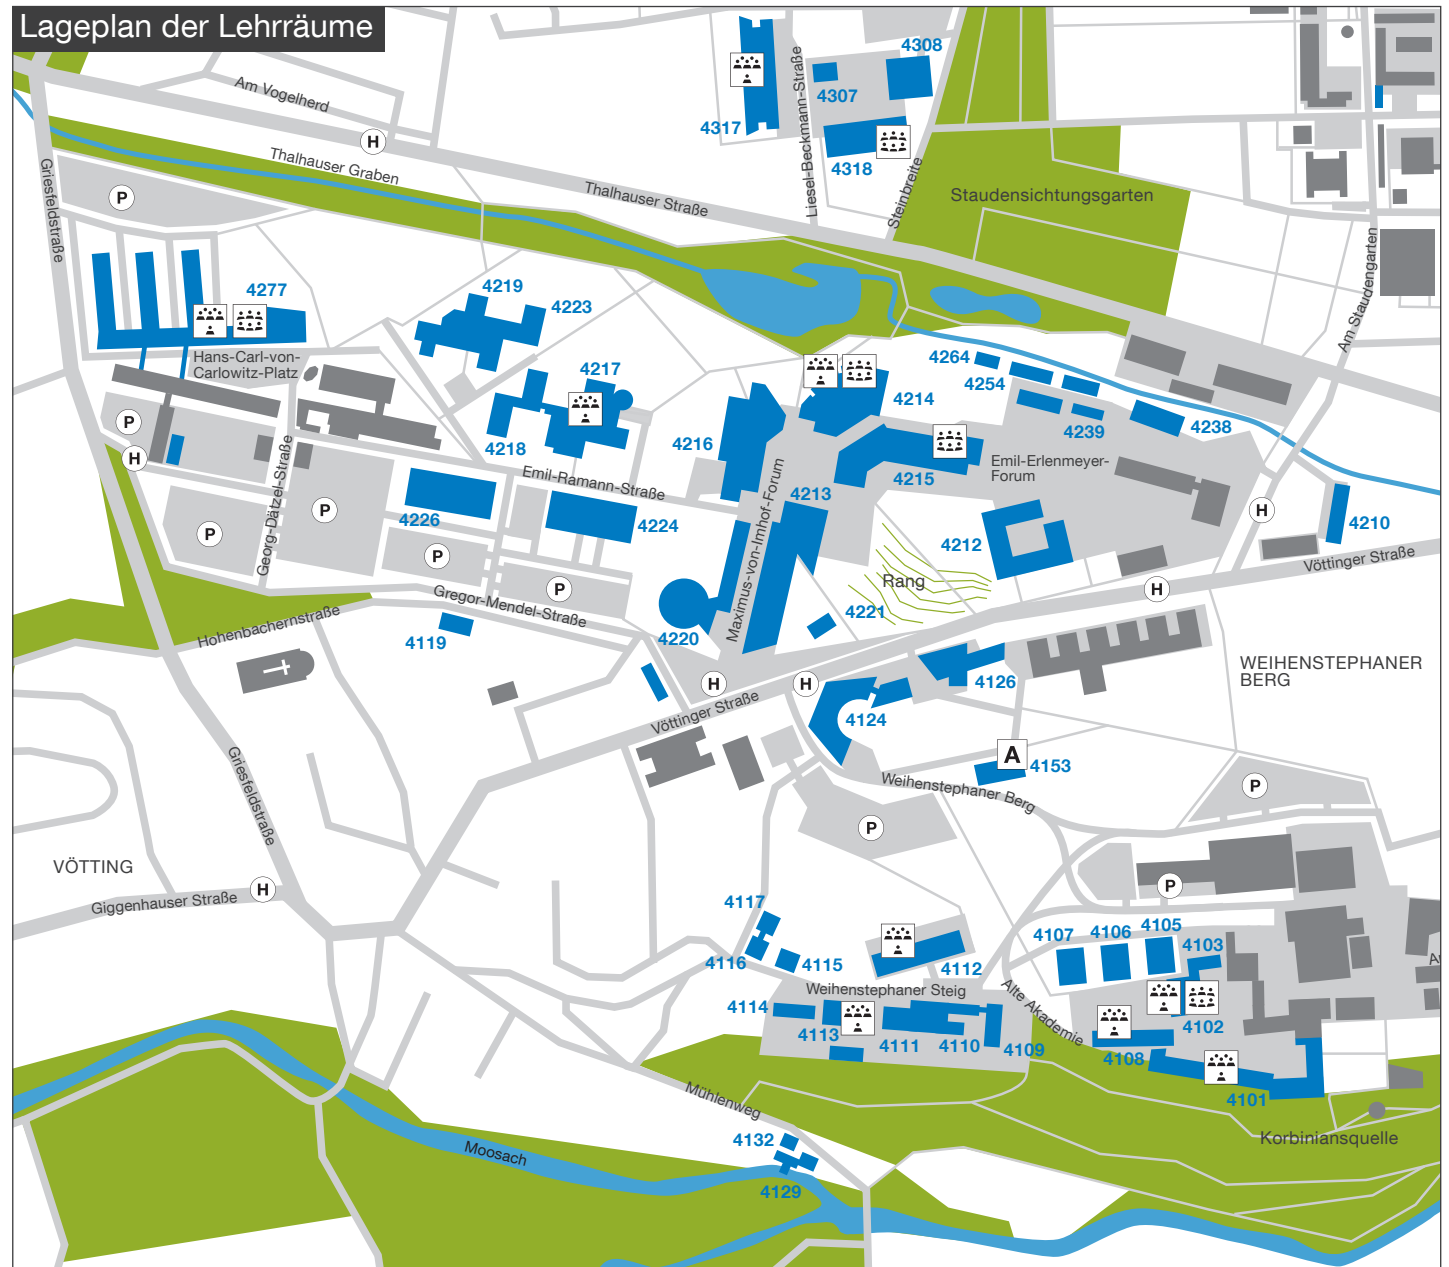 Lageplan der Lehrräume
Am Vogelherd
H
Thalhauser Graben
Thalhauser Straße
Griesfeldstraße
P
4317
Liesel-Beckmann-Straße
4308
4307
4318
Steinbreite
Staudensichtungsgarten
Am Staudengarten
4277
Hans-Carl-von-
Carlowitz-Platz
4219
4223
4217
4218
4216
4214
4264
4254
4239
4238
4215
Emil-Erlenmeyer-
Forum
P
H
Georg-Dätzel-Straße
P
P
4226
Emil-Ramann-Straße
4224
P
P
4213
Maximus-von-Imhof-Forum
4212
Rang
H
4210
Vöttinger Straße
H
Gregor-Mendel-Straße
4119
Hohenbachernstraße
4220
4221
H
H
Vöttinger Straße
4126
4124
WEIHENSTEPHANER
BERG
A
4153
Weihenstephaner Berg
P
P
Griesfeldstraße
VÖTTING
Giggenhauser Straße
H
P
4117
4116
4115
4112
4107
4106
4105
4103
Weihenstephaner Steig
4114
4113
4111
4110
4109
Alte Akademie
4102
4108
4101
Korbiniansquelle
Mühlenweg
4132
4129
Moosach